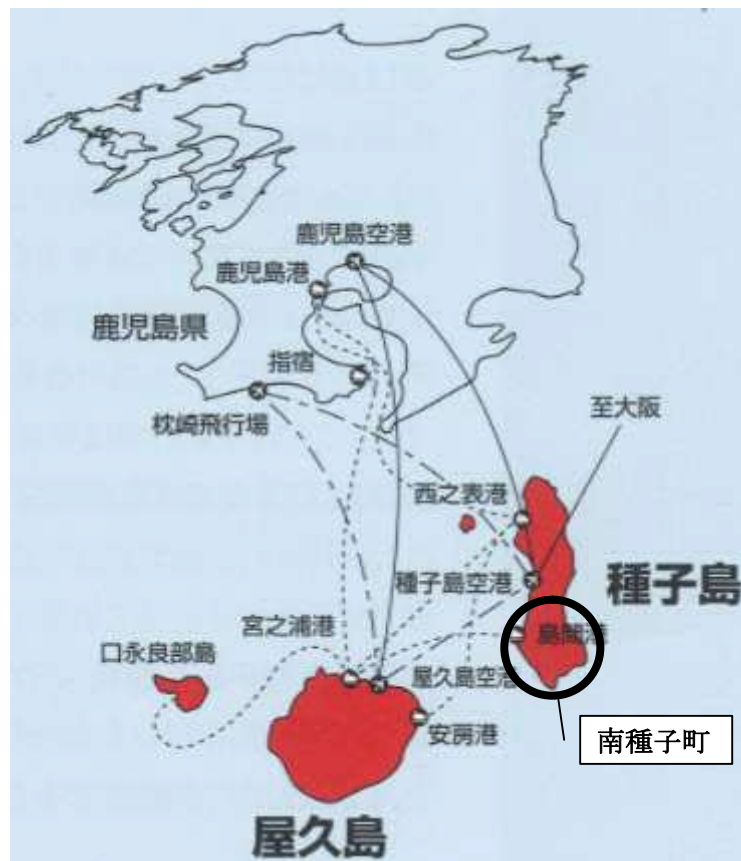 鹿児島空港
鹿児島港
鹿児島県
指宿
枕崎飛行場
至大阪
西之表港
種子島空港
種子島
島間港
宮之浦港
口永良部島
屋久島空港
安房港
南種子町
屋久島